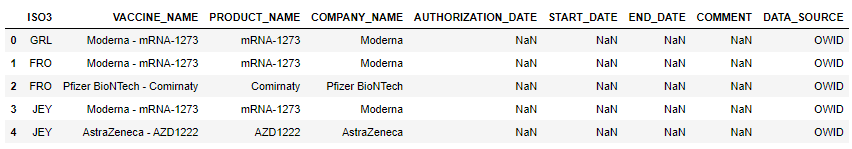 ISO3 VACCINE_NAME PRODUCT_NAME COMPANY_NAME AUTHORIZATION_DATE START_DATE END_DATE COMMENT DATA_SOURCE
0 GRL Moderna - mRNA-1273 mRNA-1273 Moderna NaN NaN NaN NaN OWID
1 FRO Moderna - mRNA-1273 mRNA-1273 Moderna NaN NaN NaN NaN OWID
2 FRO Pfizer BioNTech - Comirnaty Comirnaty Pfizer BioNTech NaN NaN NaN NaN OWID
3 JEY Moderna - mRNA-1273 mRNA-1273 Moderna NaN NaN NaN NaN OWID
4 JEY AstraZeneca - AZD1222 AZD1222 AstraZeneca NaN NaN NaN NaN OWID